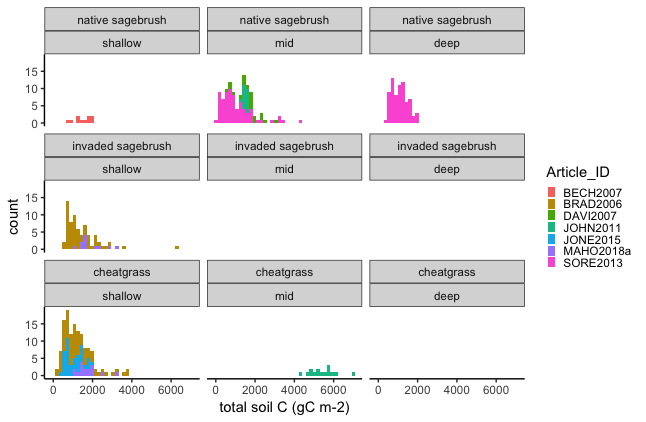 native sagebrush native sagebrush native sagebrush
shallow mid deep
15
10
5
0
invaded sagebrush invaded sagebrush invaded sagebrush
shallow mid deep
15
10
5
0
cheatgrass cheatgrass cheatgrass
shallow mid deep
15
10
5
0
0 2000 4000 6000 0 2000 4000 6000 0 2000 4000 6000
total soil C (gC m-2)
count
Article_ID
BECH2007
BRAD2006
DAVI2007
JOHN2011
JONE2015
MAHO2018a
SORE2013